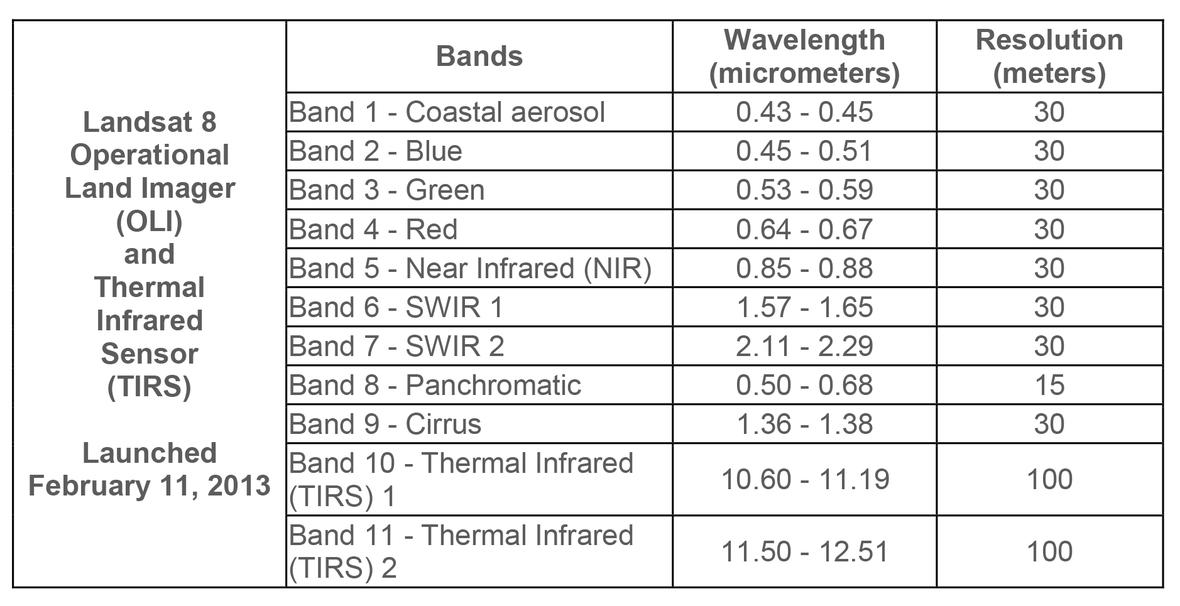 Landsat 8
Operational
Land Imager
(OLI)
and
Thermal
Infrared
Sensor
(TIRS)
Launched
February 11, 2013
Bands
Wavelength
(micrometers)
Resolution
(meters)
Band 1 - Coastal aerosol 0.43 - 0.45 30
Band 2 - Blue 0.45 - 0.51 30
Band 3 - Green 0.53 - 0.59 30
Band 4 - Red 0.64 - 0.67 30
Band 5 - Near Infrared (NIR) 0.85 - 0.88 30
Band 6 - SWIR 1 1.57 - 1.65 30
Band 7 - SWIR 2 2.11 - 2.29 30
Band 8 - Panchromatic 0.50 - 0.68 15
Band 9 - Cirrus 1.36 - 1.38 30
Band 10 - Thermal Infrared
(TIRS) 1
10.60 - 11.19 100
Band 11 - Thermal Infrared
(TIRS) 2
11.50 - 12.51 100